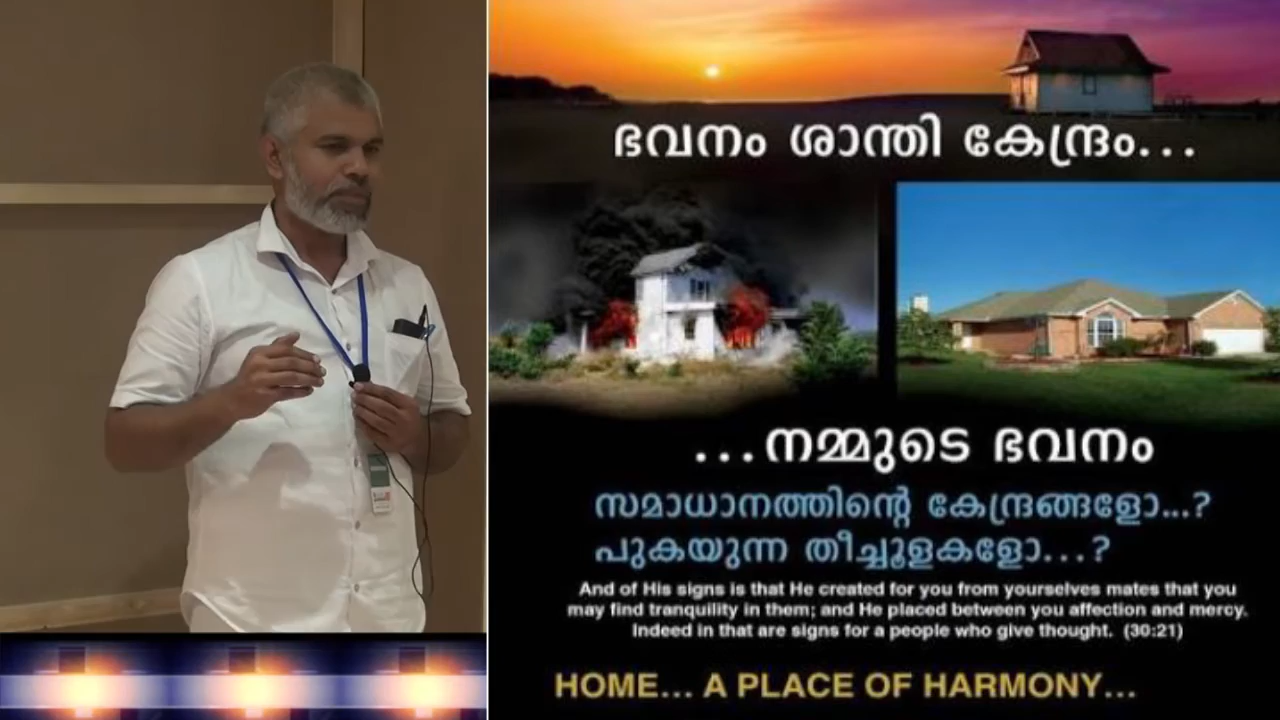 ഭവനം ശാന്തി കേന്ദ്രം...
...നമ്മുടെ ഭവനം
സമാധാനത്തിന്റെ കേന്ദ്രങ്ങളോ...?
പുകയുന്ന തീച്ചൂളകളോ...?
And of His signs is that He created for you from yourselves mates that you
may find tranquility in them; and He placed between you affection and mercy.
Indeed in that are signs for a people who give thought. (30:21)
HOME... A PLACE OF HARMONY...